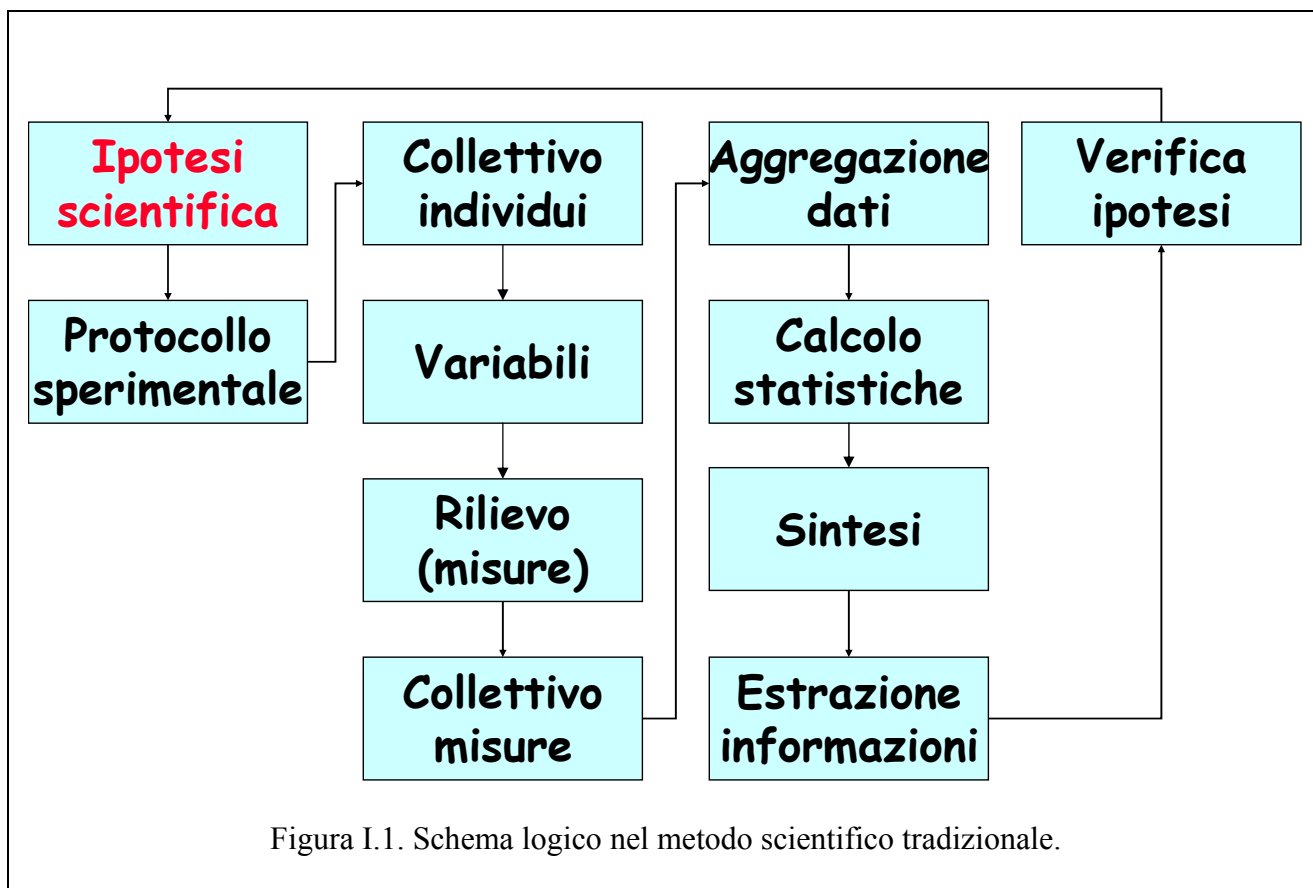 Ipotesi
scientifica
Protocollo
sperimentale
Collettivo
individui
Variabili
Rilievo
(misure)
Collettivo
misure
Aggregazione
dati
Calcolo
statistiche
Sintesi
Estrazione
informazioni
Verifica
ipotesi
Figura I.1. Schema logico nel metodo scientifico tradizionale.